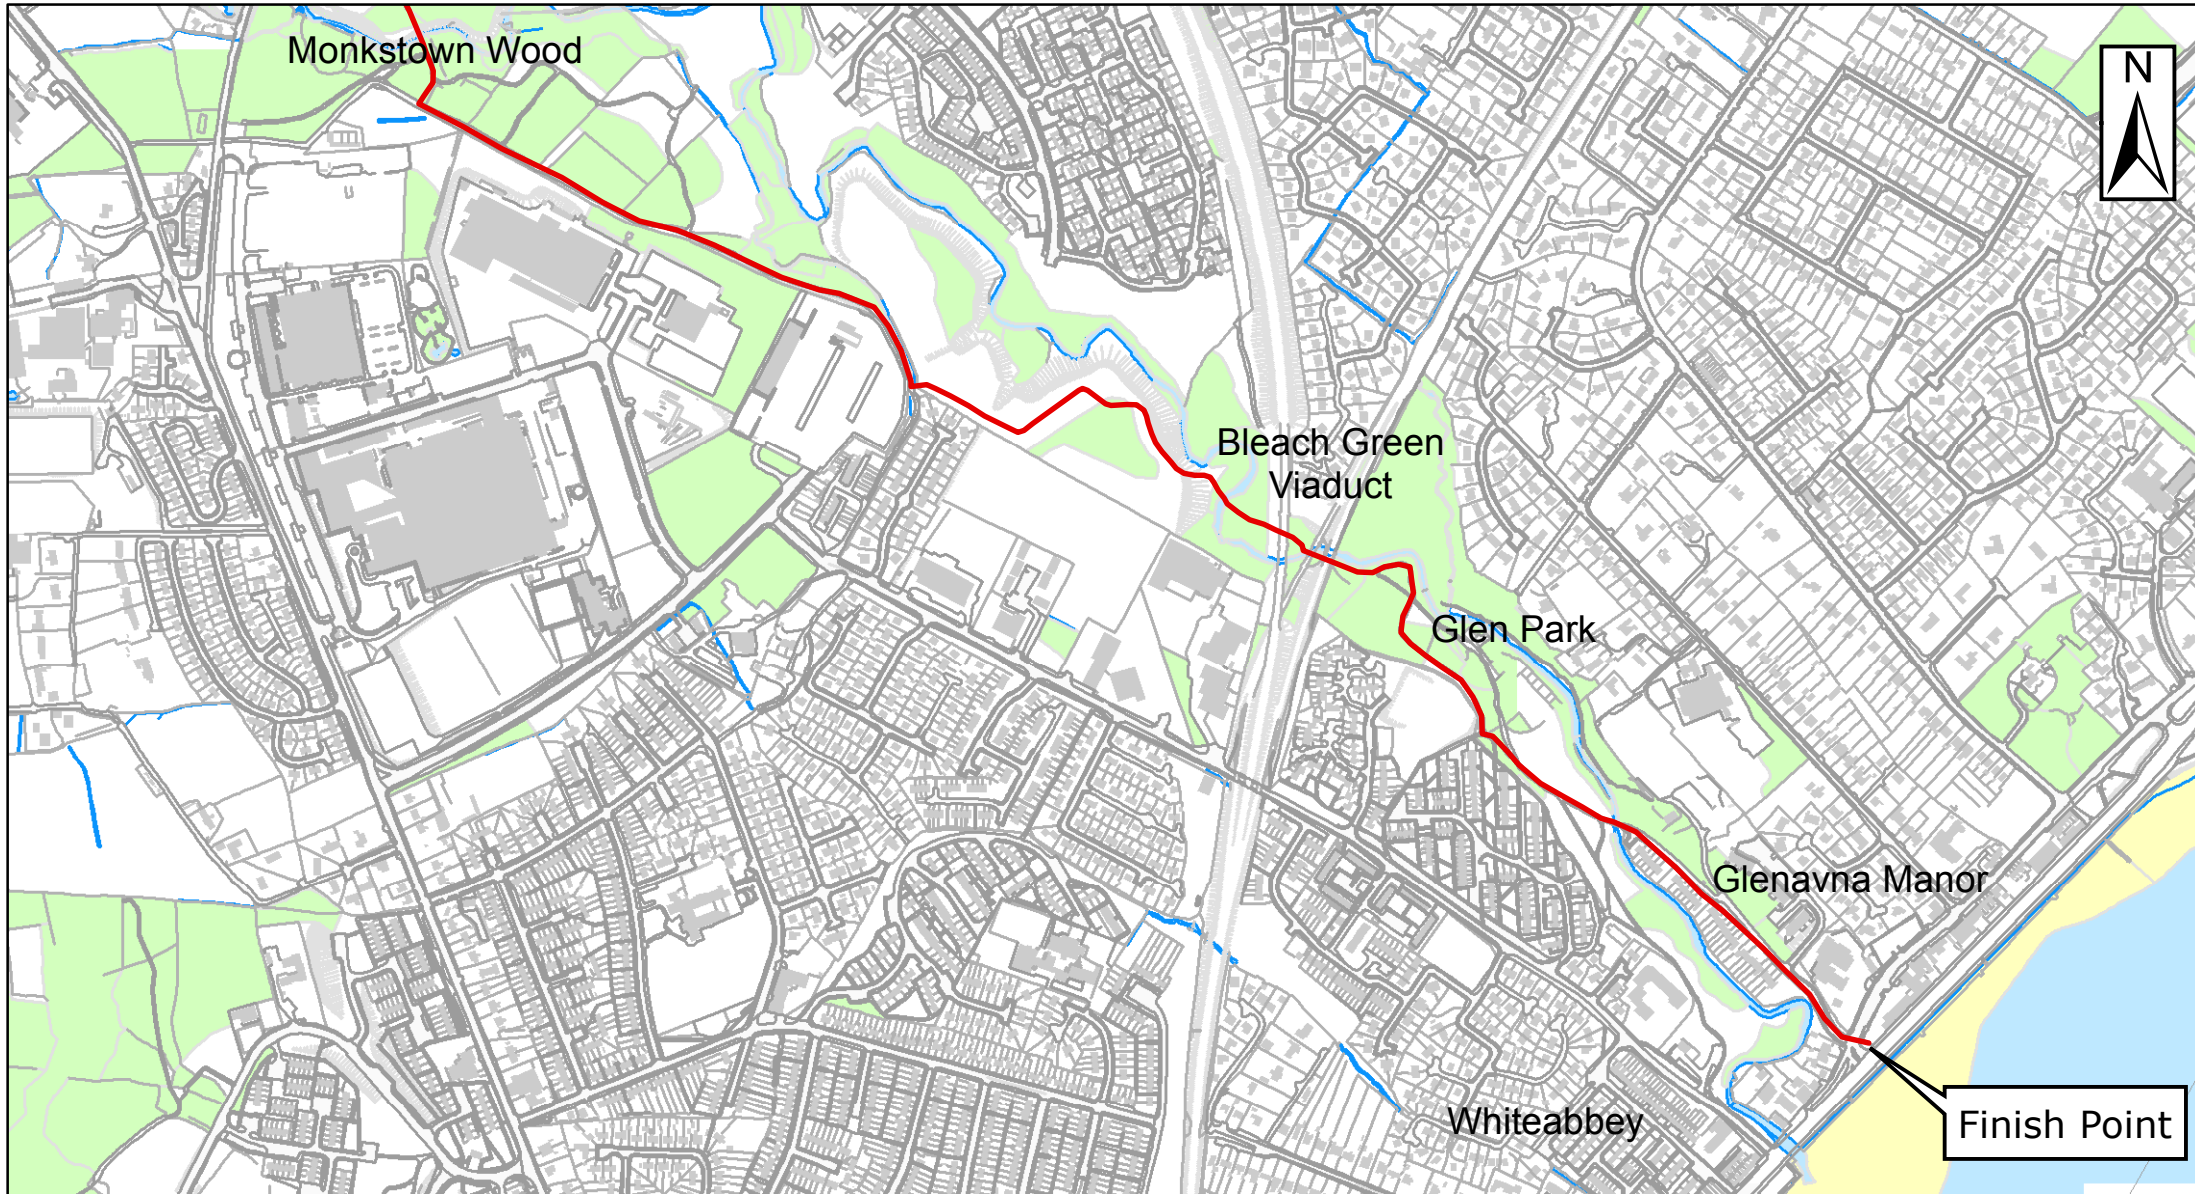 Monkstown Wood
N
Bleach Green
Viaduct
Glen Park
Glenavna Manor
Whiteabbey
Finish Point